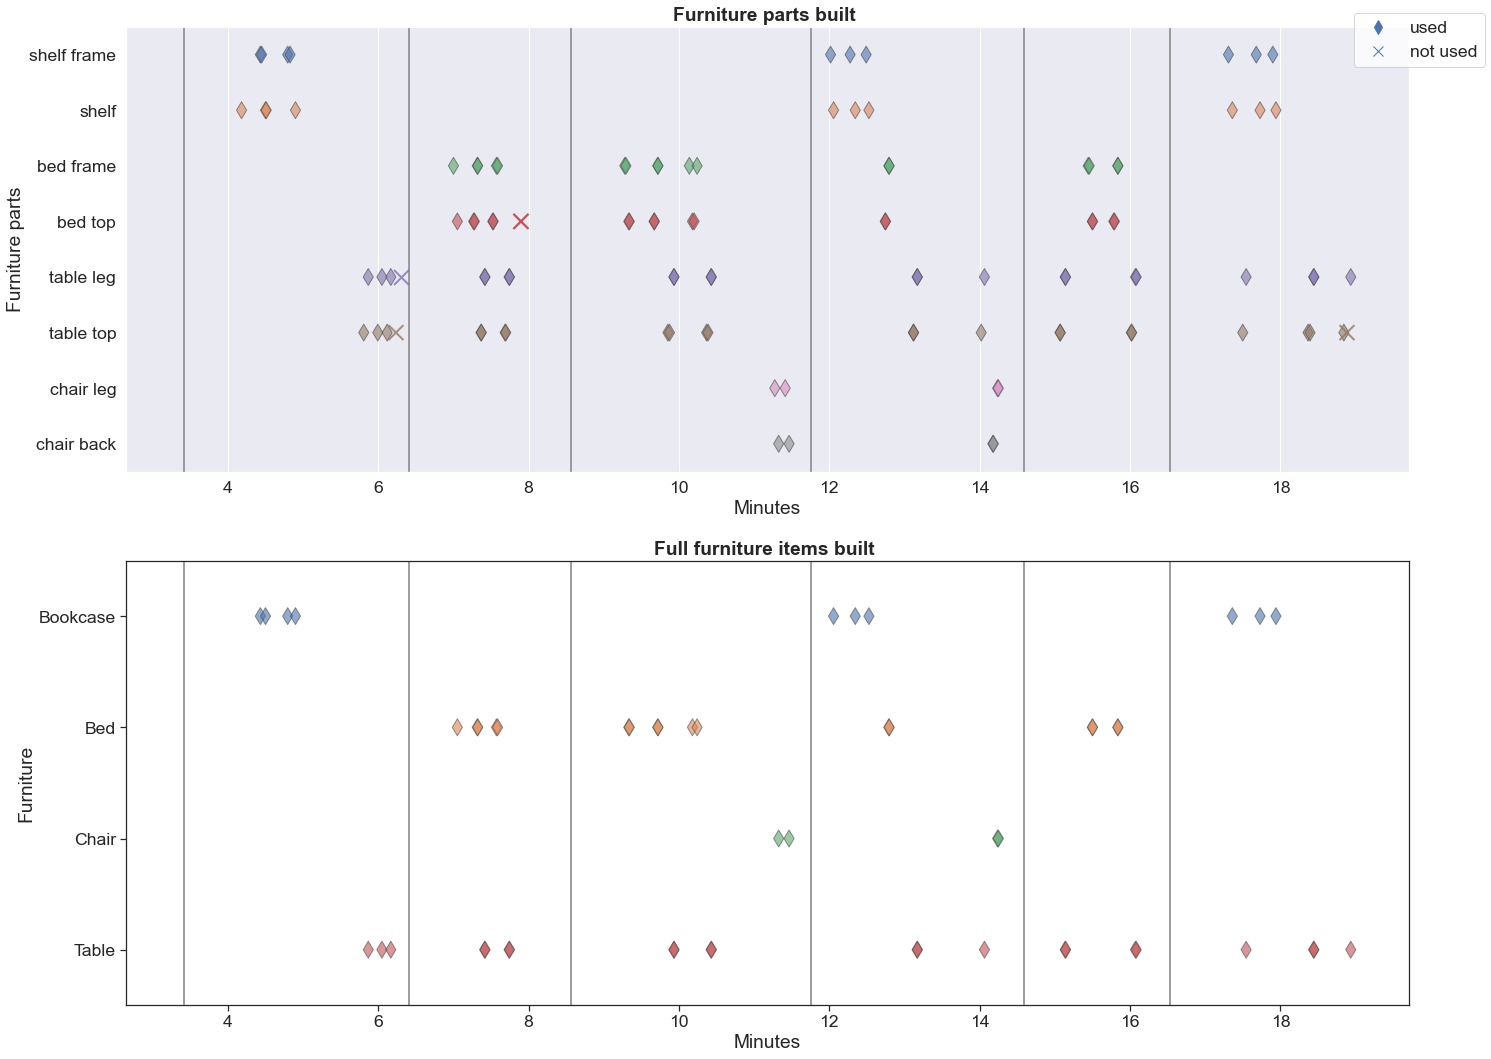 Furniture parts built
used
not used
shelf frame
shelf
bed frame
bed top
table leg
table top
chair leg
chair back
Furniture parts
4 6 8 10 12 14 16 18
Minutes
Full furniture items built
Bookcase
Bed
Chair
Table
Furniture
4 6 8 10 12 14 16 18
Minutes